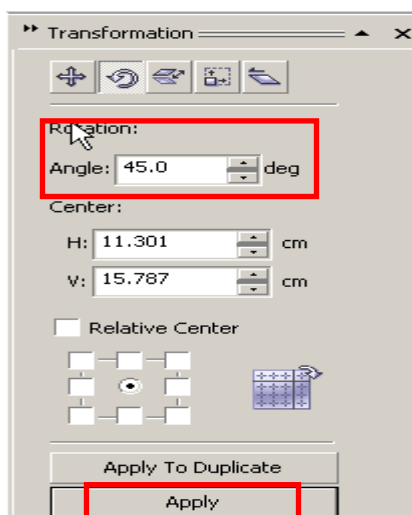 Transformation
Rotation:
Angle: 45.0 deg
Center:
H: 11.301 cm
V: 15.787 cm
Relative Center
Apply To Duplicate
Apply